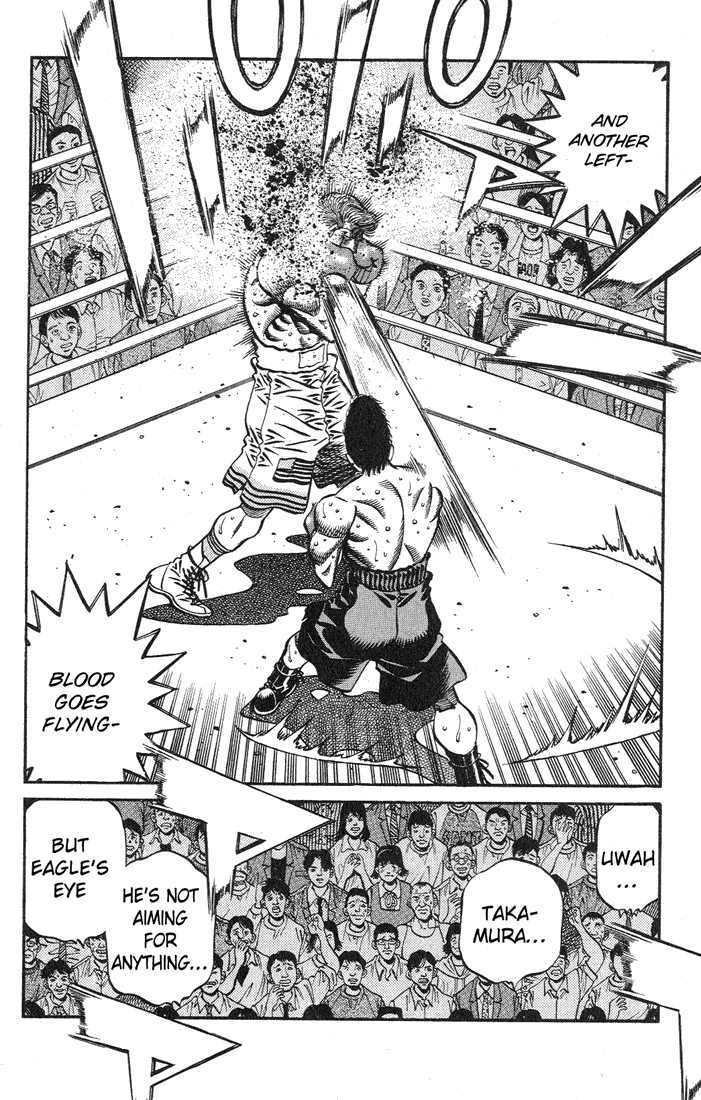 AND
ANOTHER
LEFT-
BLOOD
GOES
FLYING-
UWAH
...
TAKA-
MURA...
BUT
EAGLE'S
EYE
HE'S NOT
AIMING
FOR
ANYTHING...